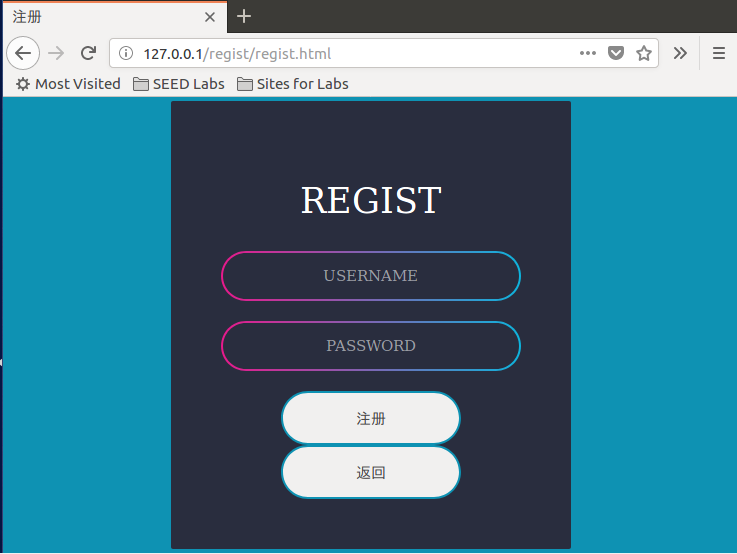 注册
127.0.0.1/regist/regist.html
Most Visited SEED Labs Sites for Labs
REGIST
USERNAME
PASSWORD
注册
返回